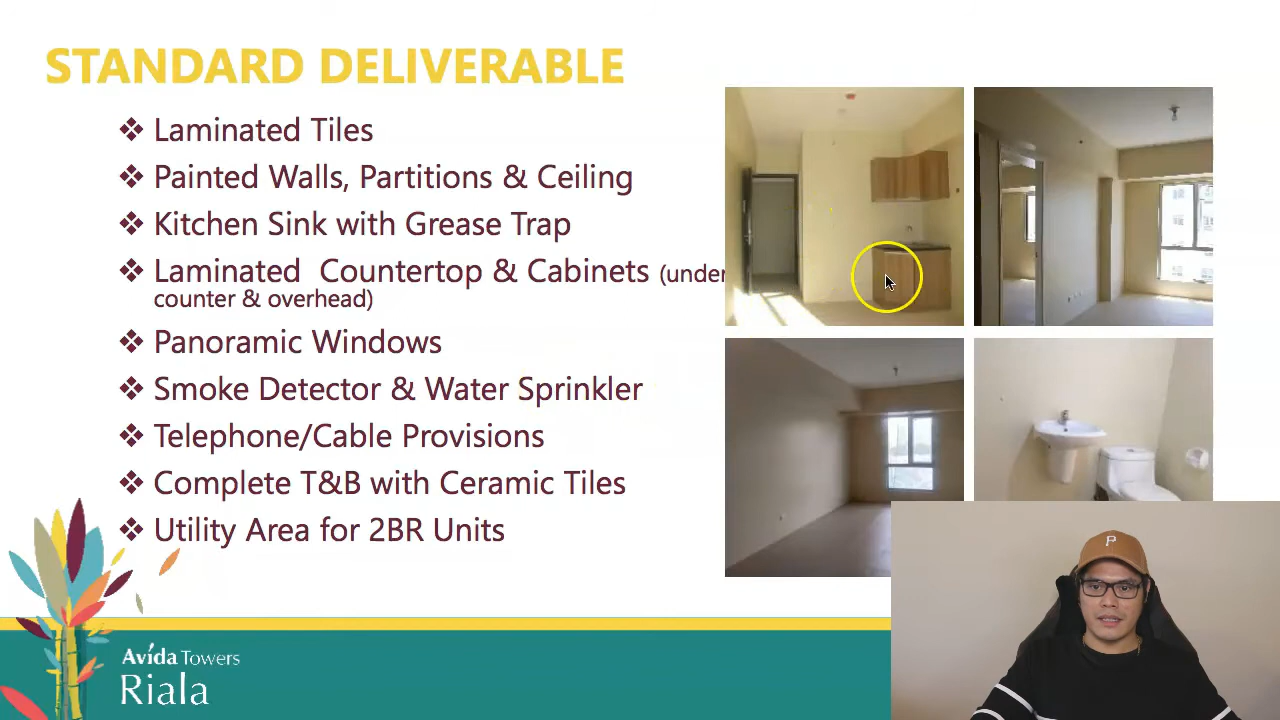 STANDARD DELIVERABLE
❖ Laminated Tiles
❖ Painted Walls, Partitions & Ceiling
❖ Kitchen Sink with Grease Trap
❖ Laminated Countertop & Cabinets (under
counter & overhead)
❖ Panoramic Windows
❖ Smoke Detector & Water Sprinkler
❖ Telephone/Cable Provisions
❖ Complete T&B with Ceramic Tiles
❖ Utility Area for 2BR Units
Avida Towers
Riala
P